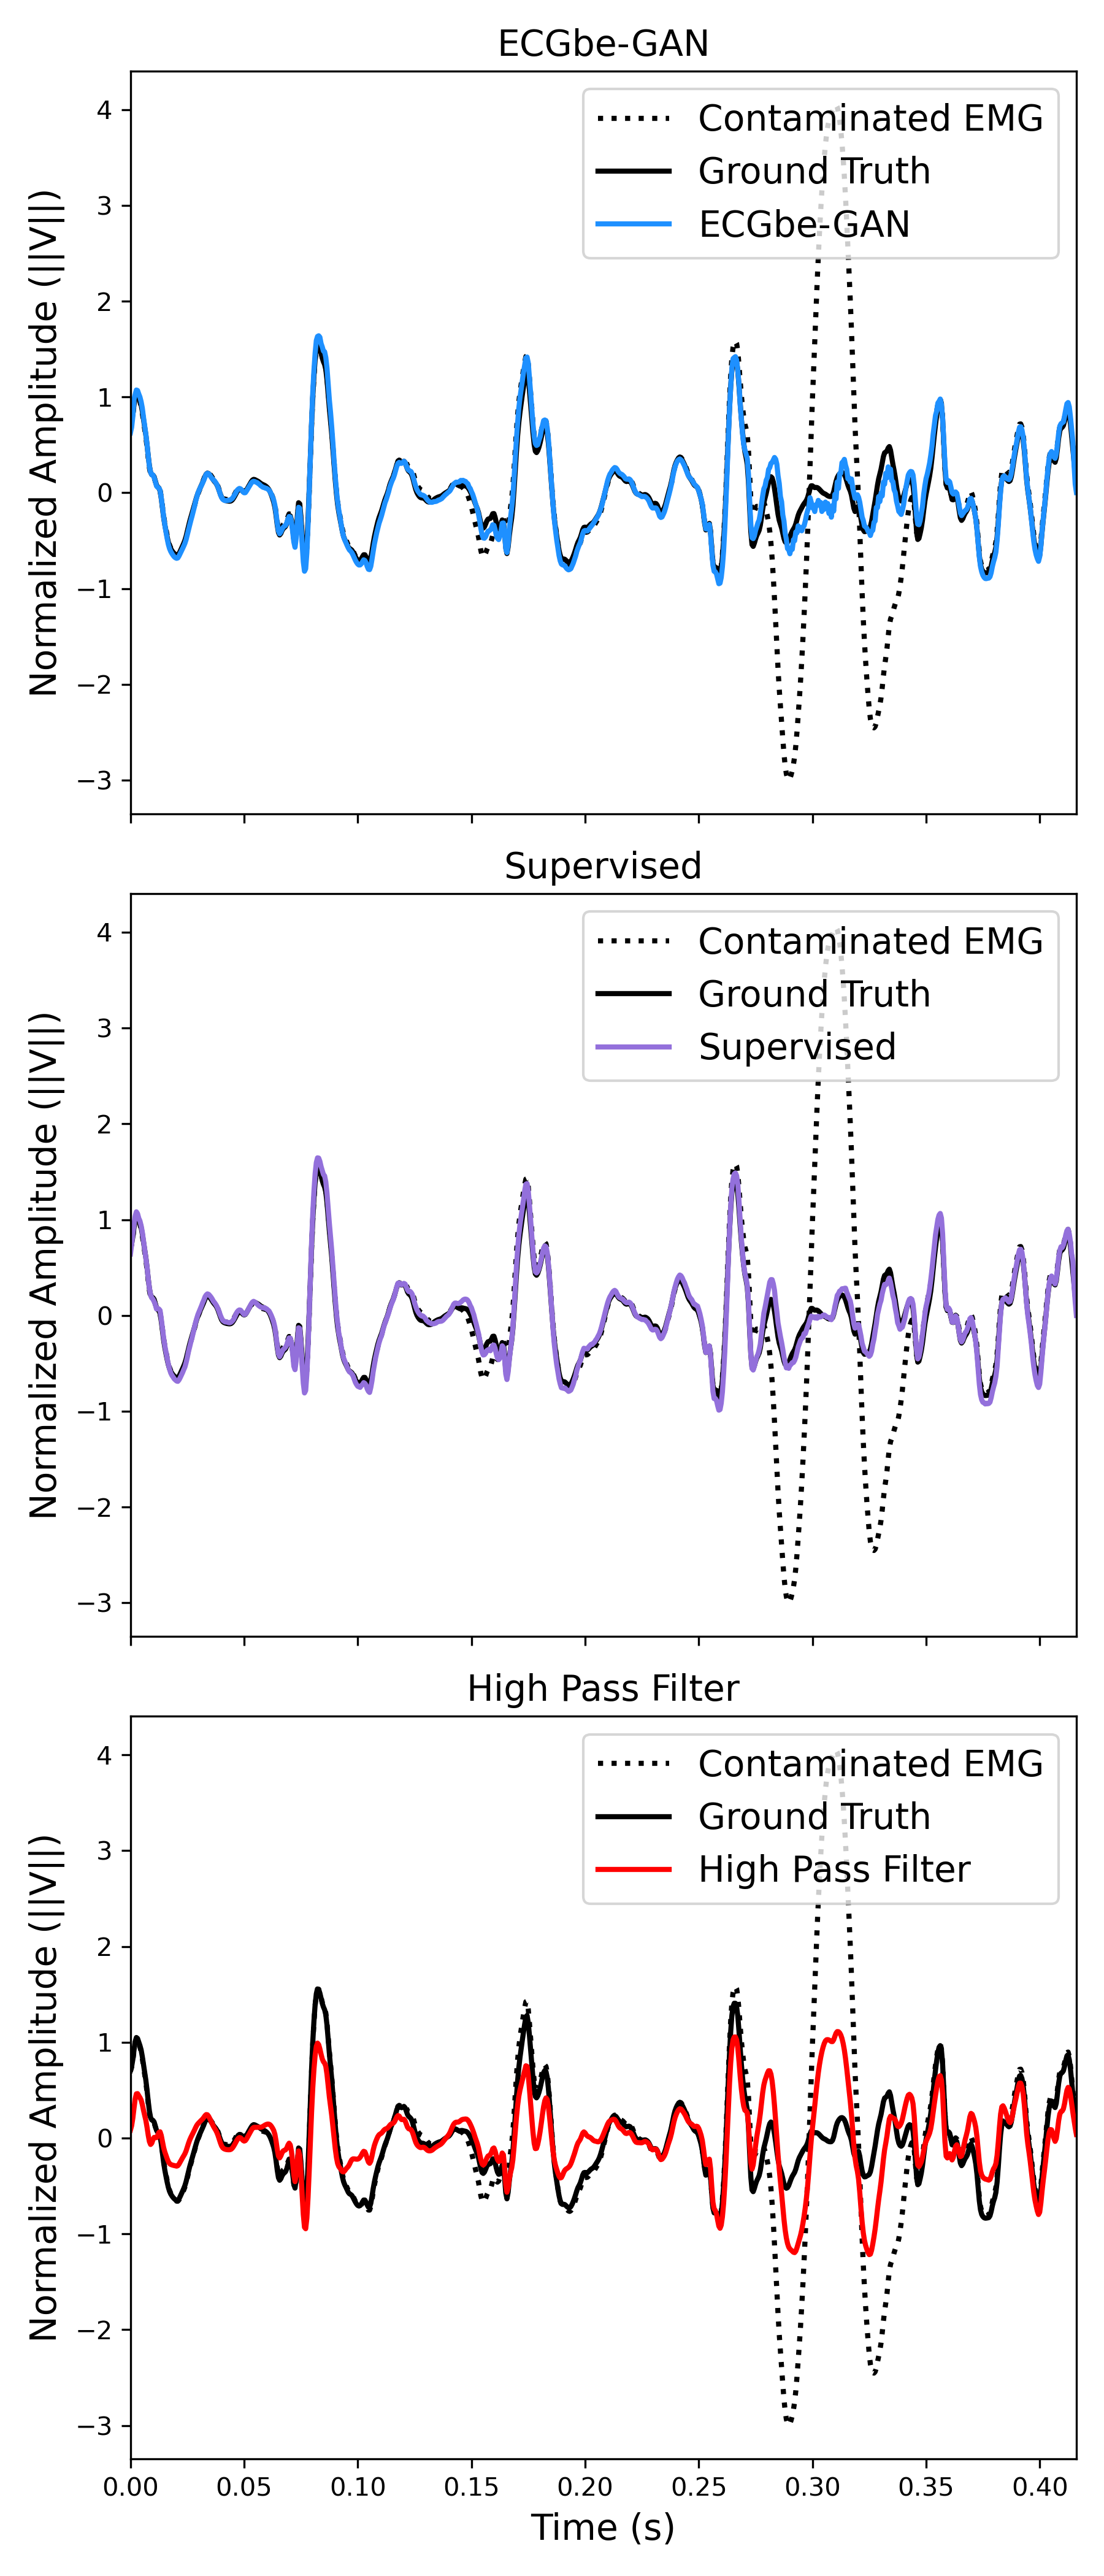 ECGbe-GAN
Normalized Amplitude (||V||)
4
3
2
1
0
−1
−2
−3
Contaminated EMG
Ground Truth
ECGbe-GAN
Supervised
Normalized Amplitude (||V||)
4
3
2
1
0
−1
−2
−3
Contaminated EMG
Ground Truth
Supervised
High Pass Filter
Normalized Amplitude (||V||)
4
3
2
1
0
−1
−2
−3
Contaminated EMG
Ground Truth
High Pass Filter
0.00 0.05 0.10 0.15 0.20 0.25 0.30 0.35 0.40
Time (s)